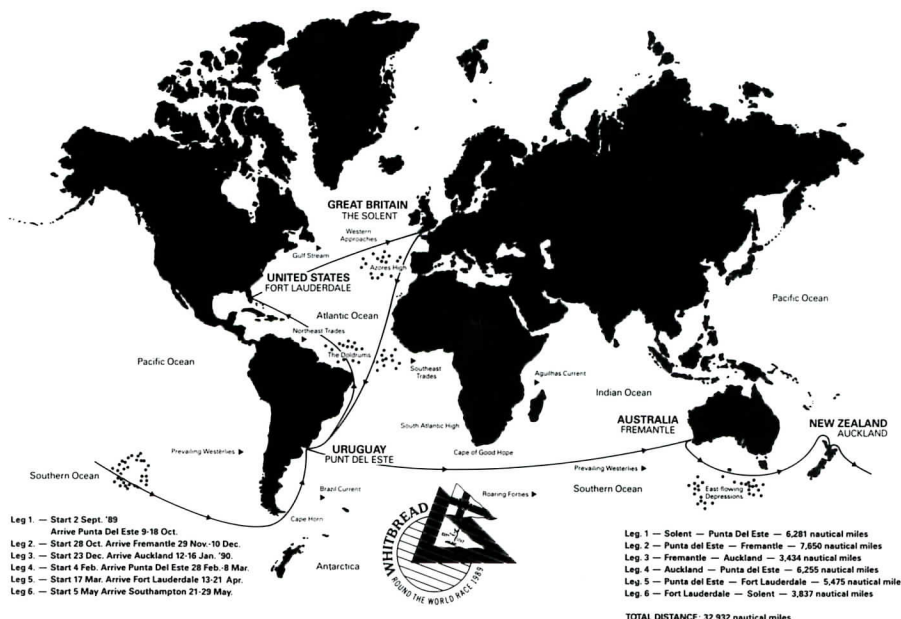 GREAT BRITAIN
THE SOLENT
Western
Approaches
Gulf Stream
Azores High
UNITED STATES
FORT LAUDERDALE
Atlantic Ocean
Northeast Trades
The Doldrums
Pacific Ocean
Pacific Ocean
Southeast
Trades
Agulhas Current
Indian Ocean
South Atlantic High
AUSTRALIA
FREMANTLE
NEW ZEALAND
AUCKLAND
URUGUAY
PUNT DEL ESTE
Cape of Good Hope
Prevailing Westerlies
Prevailing Westerlies
Southern Ocean
Brazil Current
Roaring Forties
Southern Ocean
East flowing
Depressions
Cape Horn
Antarctica
WHITBREAD
ROUND THE WORLD RACE 1989
Leg 1. — Start 2 Sept. '89
Arrive Punta Del Este 9-18 Oct.
Leg 2. — Start 28 Oct. Arrive Fremantle 29 Nov.-10 Dec.
Leg 3. — Start 23 Dec. Arrive Auckland 12-16 Jan. '90.
Leg 4. — Start 4 Feb. Arrive Punta Del Este 28 Feb.-8 Mar.
Leg 5. — Start 17 Mar. Arrive Fort Lauderdale 13-21 Apr.
Leg 6. — Start 5 May Arrive Southampton 21-29 May.
Leg. 1 — Solent — Punta Del Este — 6,281 nautical miles
Leg. 2 — Punta del Este — Fremantle — 7,650 nautical miles
Leg. 3 — Fremantle — Auckland — 3,434 nautical miles
Leg. 4 — Auckland — Punta del Este — 6,255 nautical miles
Leg. 5 — Punta del Este — Fort Lauderdale — 5,475 nautical mile
Leg. 6 — Fort Lauderdale — Solent — 3,837 nautical miles
TOTAL DISTANCE: 32,932 nautical miles